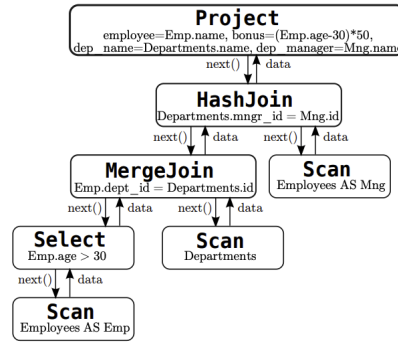 Project
employee=Emp.name, bonus=(Emp.age-30)*50,
dep_name=Departments.name, dep_manager=Mng.name
next() data
HashJoin
Departments.mngr_id = Mng.id
next() data next() data
MergeJoin
Emp.dept_id = Departments.id
Scan
Employees AS Mng
next() data next() data
Select
Emp.age > 30
Scan
Departments
next() data
Scan
Employees AS Emp